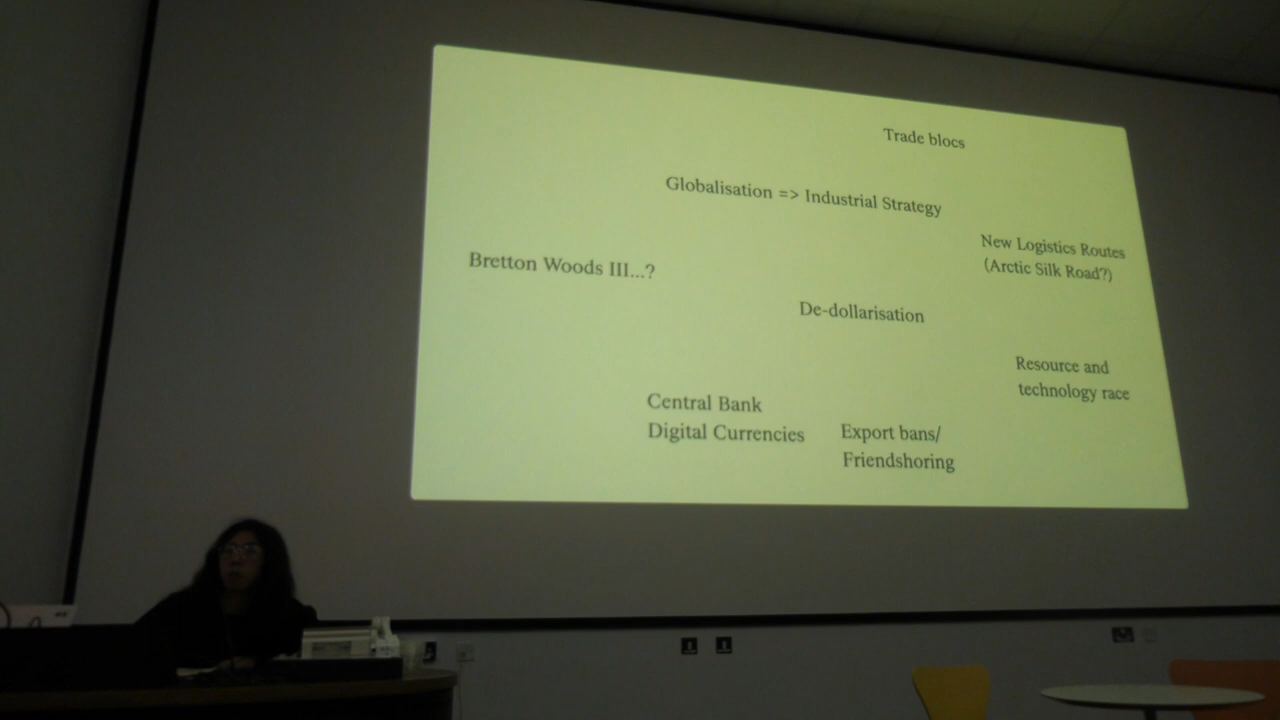 Trade blocs
Globalisation => Industrial Strategy
New Logistics Routes
(Arctic Silk Road?)
Bretton Woods III...?
De-dollarisation
Resource and
technology race
Central Bank
Digital Currencies
Export bans/
Friendshoring